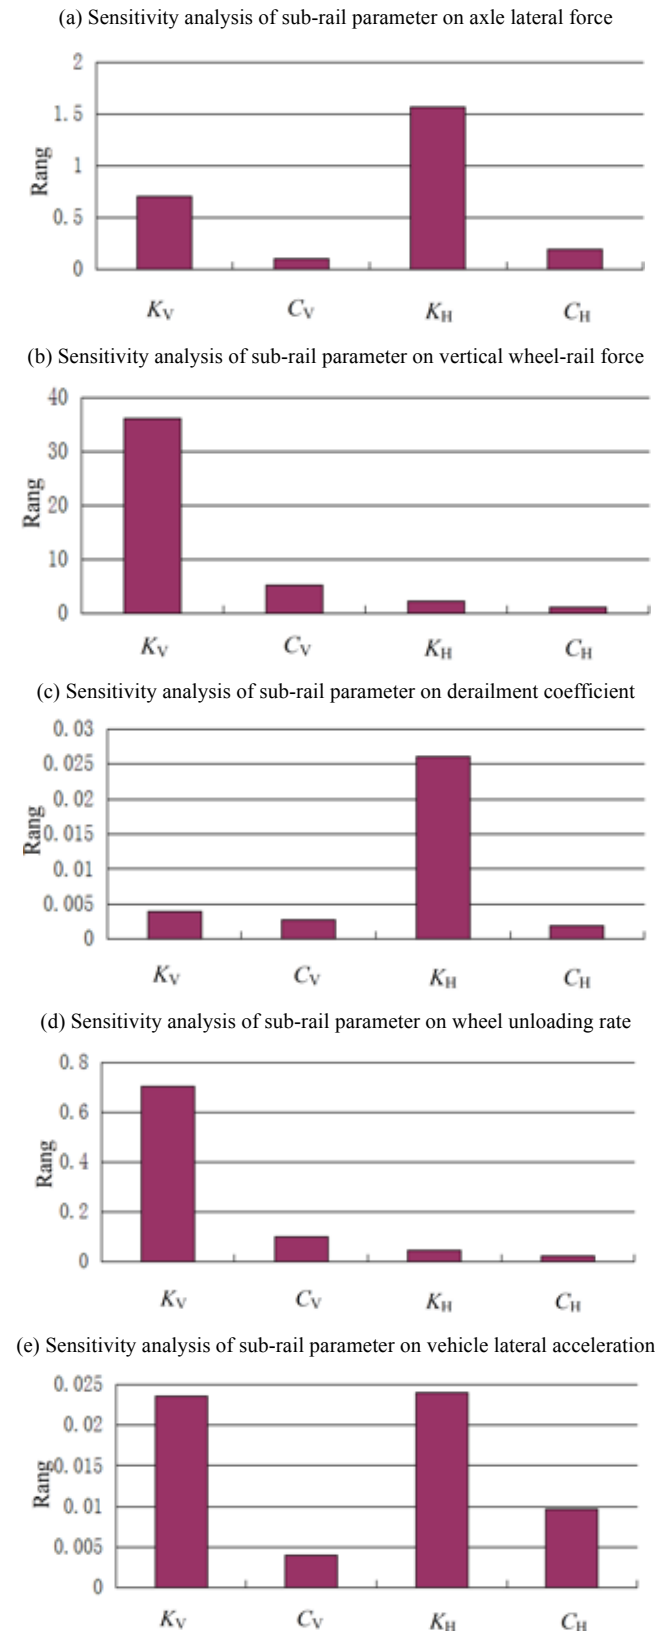 (a) Sensitivity analysis of sub-rail parameter on axle lateral force
2
1.5
1
0.5
0
Rang
KV CV KH CH
(b) Sensitivity analysis of sub-rail parameter on vertical wheel-rail force
40
30
20
10
0
Rang
KV CV KH CH
(c) Sensitivity analysis of sub-rail parameter on derailment coefficient
0.03
0.025
0.02
0.015
0.01
0.005
0
Rang
KV CV KH CH
(d) Sensitivity analysis of sub-rail parameter on wheel unloading rate
0.8
0.6
0.4
0.2
0
Rang
KV CV KH CH
(e) Sensitivity analysis of sub-rail parameter on vehicle lateral acceleration
0.025
0.02
0.015
0.01
0.005
0
Rang
KV CV KH CH